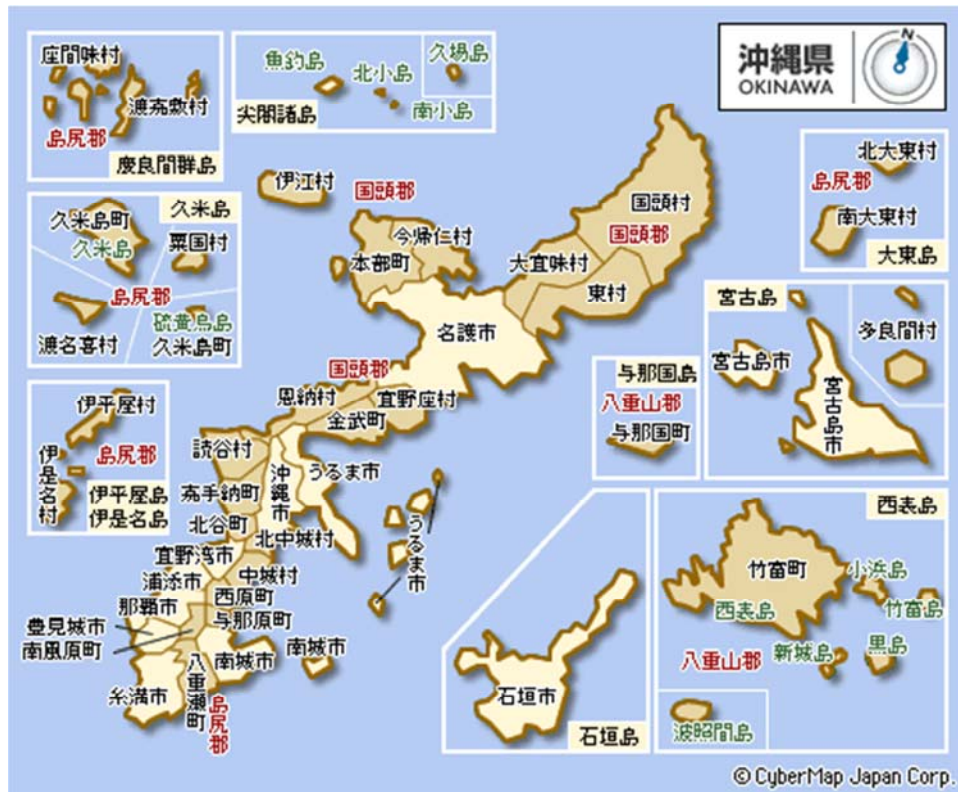 座間味村
渡嘉敷村
島尻郡
慶良間群島
魚釣島
北小島
久場島
南小島
尖閣諸島
沖縄県
OKINAWA
N
北大東村
島尻郡
南大東村
大東島
伊江村
国頭郡
国頭村
国頭郡
今帰仁村
本部町
大宜味村
東村
名護市
久米島
久米島町
久米島
粟国村
島尻郡
硫黄鳥島
渡名喜村
久米島町
宮古島
多良間村
宮古島市
宮古島市
与那国島
八重山郡
与那国町
国頭郡
恩納村
宜野座村
金武町
伊平屋村
伊是名村
島尻郡
伊平屋島
伊是名島
読谷村
沖縄市
うるま市
嘉手納町
北谷町
北中城村
うるま市
宜野湾市
中城村
浦添市
西原町
那覇市
与那原町
豊見城市
南風原町
南城市
南城市
糸満市
八重瀬町
島尻郡
石垣市
石垣島
西表島
竹富町
小浜島
西表島
竹富島
八重山郡
新城島
黒島
波照間島
© CyberMap Japan Corp.